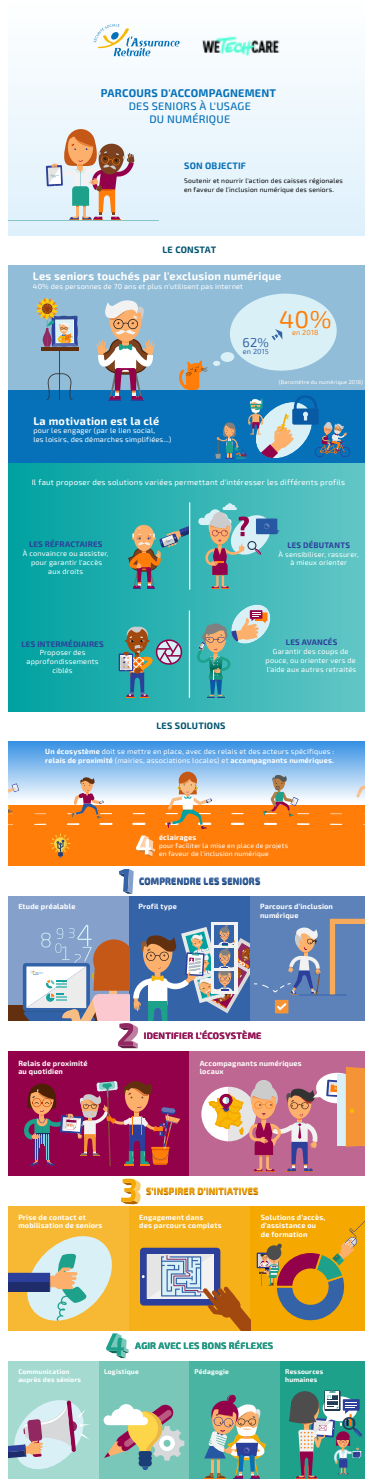 SÉCURITÉ SOCIALE
l'Assurance
Retraite
WETECHCARE
PARCOURS D'ACCOMPAGNEMENT
DES SENIORS À L'USAGE
DU NUMÉRIQUE
SON OBJECTIF
Soutenir et nourrir l'action des caisses régionales
en faveur de l'inclusion numérique des seniors.
LE CONSTAT
Les seniors touchés par l'exclusion numérique
40% des personnes de 70 ans et plus n'utilisent pas internet
40%
en 2018
62%
en 2015
(Baromètre du numérique 2018)
La motivation est la clé
pour les engager (par le lien social,
les loisirs, des démarches simplifiées...)
Il faut proposer des solutions variées permettant d'intéresser les différents profils
LES RÉFRACTAIRES
À convaincre ou assister,
pour garantir l'accès
aux droits
?
LES DÉBUTANTS
À sensibiliser, rassurer,
à mieux orienter
LES INTERMÉDIAIRES
Proposer des
approfondissements
ciblés
LES AVANCÉS
Garantir des coups de
pouce, ou orienter vers de
l'aide aux autres retraités
LES SOLUTIONS
Un écosystème doit se mettre en place, avec des relais et des acteurs spécifiques :
relais de proximité (mairies, associations locales) et accompagnants numériques.
4 éclairages
pour faciliter la mise en place de projets
en faveur de l'inclusion numérique
1 COMPRENDRE LES SENIORS
Etude préalable
8 9 3 4
0 1 2 7
Profil type
Parcours d'inclusion
numérique
2 IDENTIFIER L'ÉCOSYSTÈME
Relais de proximité
au quotidien
Accompagnants numériques
locaux
3 S'INSPIRER D'INITIATIVES
Prise de contact et
mobilisation de seniors
Engagement dans
des parcours complets
Solutions d'accès,
d'assistance ou
de formation
4 AGIR AVEC LES BONS RÉFLEXES
Communication
auprès des séniors
Logistique
Pédagogie
Ressources
humaines